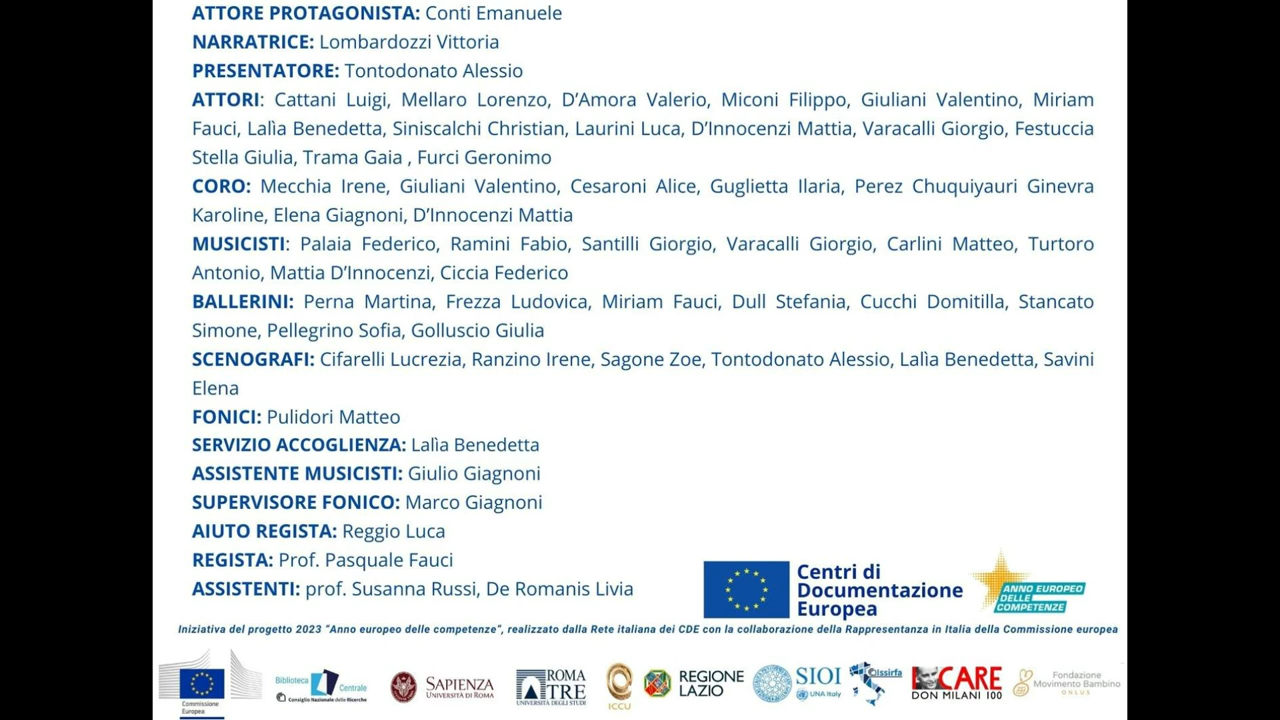 ATTORE PROTAGONISTA: Conti Emanuele
NARRATRICE: Lombardozzi Vittoria
PRESENTATORE: Tontodonato Alessio
ATTORI: Cattani Luigi, Mellaro Lorenzo, D’Amora Valerio, Miconi Filippo, Giuliani Valentino, Miriam
Fauci, Lalìa Benedetta, Siniscalchi Christian, Laurini Luca, D’Innocenzi Mattia, Varacalli Giorgio, Festuccia
Stella Giulia, Trama Gaia , Furci Geronimo
CORO: Mecchia Irene, Giuliani Valentino, Cesaroni Alice, Guglietta Ilaria, Perez Chuquiyauri Ginevra
Karoline, Elena Giagnoni, D’Innocenzi Mattia
MUSICISTI: Palaia Federico, Ramini Fabio, Santilli Giorgio, Varacalli Giorgio, Carlini Matteo, Turtoro
Antonio, Mattia D’Innocenzi, Ciccia Federico
BALLERINI: Perna Martina, Frezza Ludovica, Miriam Fauci, Dull Stefania, Cucchi Domitilla, Stancato
Simone, Pellegrino Sofia, Golluscio Giulia
SCENOGRAFI: Cifarelli Lucrezia, Ranzino Irene, Sagone Zoe, Tontodonato Alessio, Lalìa Benedetta, Savini
Elena
FONICI: Pulidori Matteo
SERVIZIO ACCOGLIENZA: Lalìa Benedetta
ASSISTENTE MUSICISTI: Giulio Giagnoni
SUPERVISORE FONICO: Marco Giagnoni
AIUTO REGISTA: Reggio Luca
REGISTA: Prof. Pasquale Fauci
ASSISTENTI: prof. Susanna Russi, De Romanis Livia
Centri di
Documentazione
Europea
ANNO EUROPEO
DELLE
COMPETENZE
Iniziativa del progetto 2023 “Anno europeo delle competenze”, realizzato dalla Rete italiana dei CDE con la collaborazione della Rappresentanza in Italia della Commissione europea
Commissione
Europea
Biblioteca Centrale
Consiglio Nazionale delle Ricerche
SAPIENZA
UNIVERSITÀ DI ROMA
ROMA
TRE
UNIVERSITÀ DEGLI STUDI
ICCU
REGIONE
LAZIO
SIOI
UNA Italy
issirfa
I CARE
DON MILANI 100
Fondazione
Movimento Bambino
ONLUS